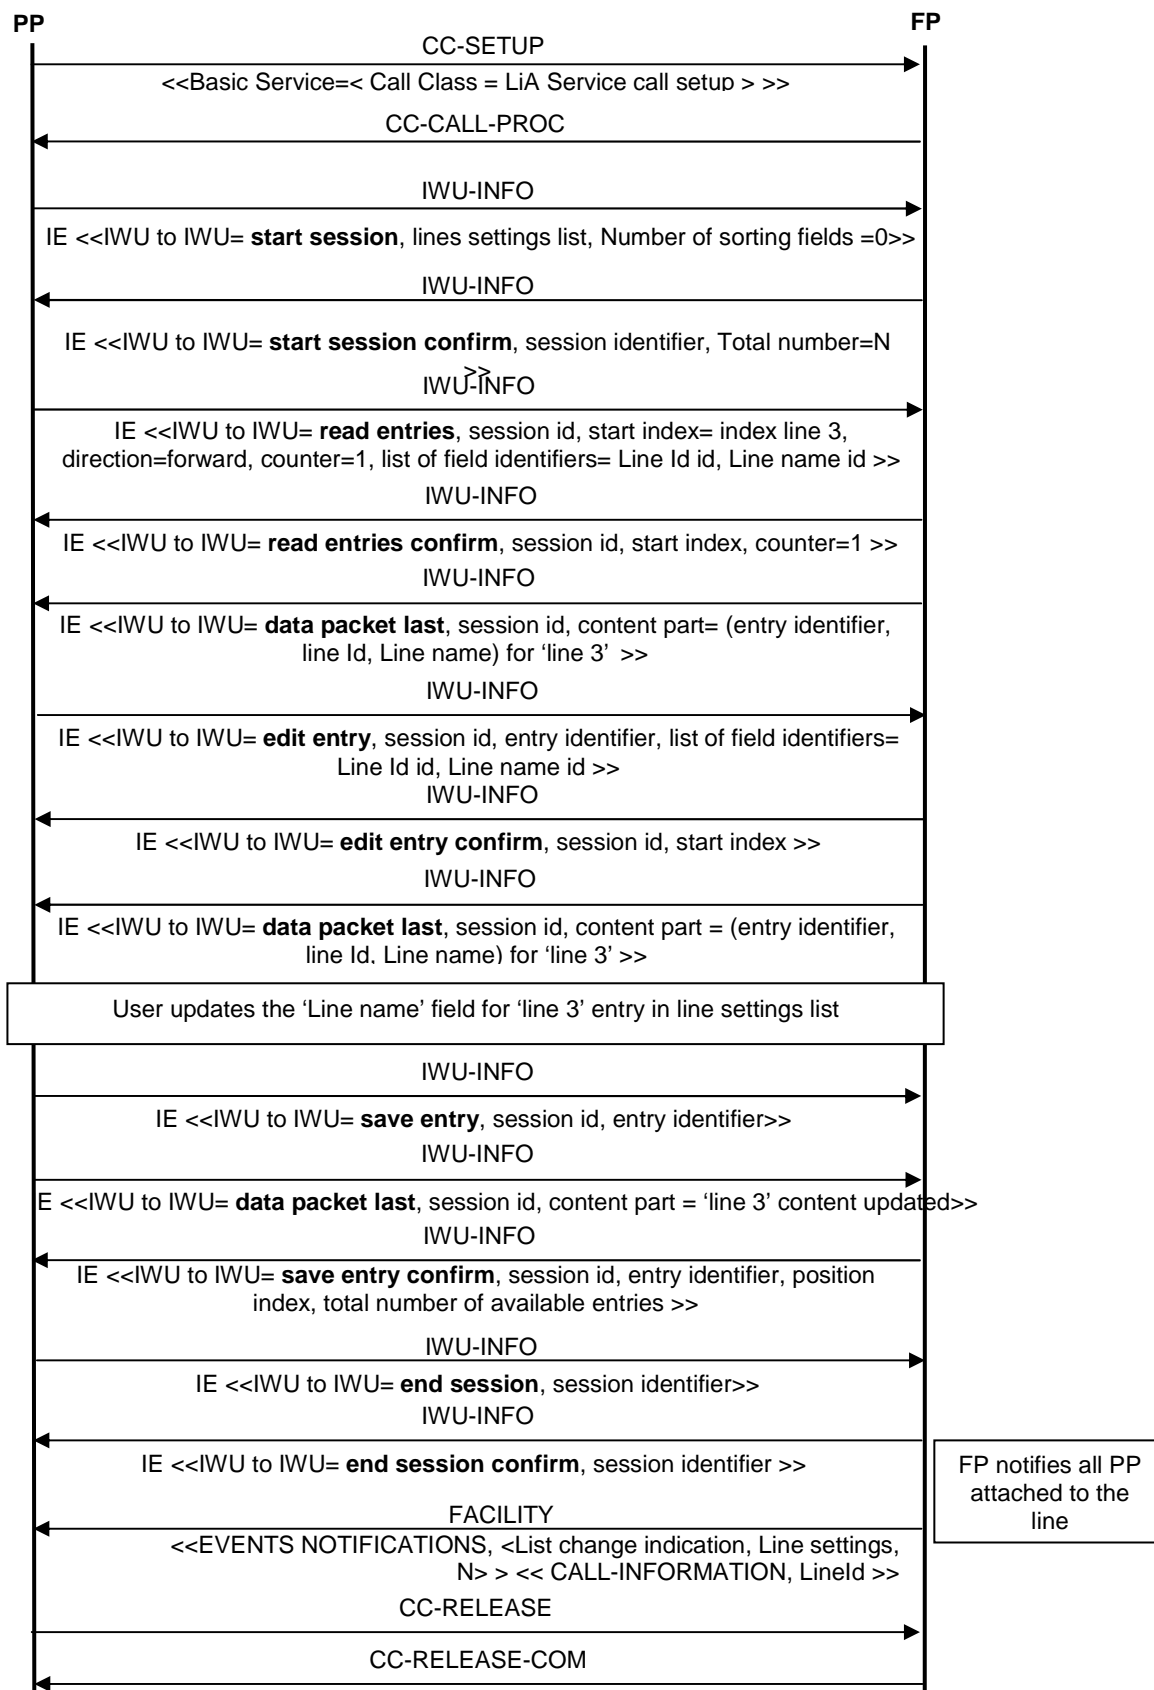 PP
FP
CC-SETUP
<<Basic Service=< Call Class = LiA Service call setup > >>
CC-CALL-PROC
IWU-INFO
IE <<IWU to IWU= start session, lines settings list, Number of sorting fields =0>>
IWU-INFO
IE <<IWU to IWU= start session confirm, session identifier, Total number=N
>>
IWU-INFO
IE <<IWU to IWU= read entries, session id, start index= index line 3,
direction=forward, counter=1, list of field identifiers= Line Id id, Line name id >>
IWU-INFO
IE <<IWU to IWU= read entries confirm, session id, start index, counter=1 >>
IWU-INFO
IE <<IWU to IWU= data packet last, session id, content part= (entry identifier,
line Id, Line name) for ‘line 3’ >>
IWU-INFO
IE <<IWU to IWU= edit entry, session id, entry identifier, list of field identifiers=
Line Id id, Line name id >>
IWU-INFO
IE <<IWU to IWU= edit entry confirm, session id, start index >>
IWU-INFO
IE <<IWU to IWU= data packet last, session id, content part = (entry identifier,
line Id, Line name) for ‘line 3’ >>
User updates the ‘Line name’ field for ‘line 3’ entry in line settings list
IWU-INFO
IE <<IWU to IWU= save entry, session id, entry identifier>>
IWU-INFO
E <<IWU to IWU= data packet last, session id, content part = ‘line 3’ content updated>>
IWU-INFO
IE <<IWU to IWU= save entry confirm, session id, entry identifier, position
index, total number of available entries >>
IWU-INFO
IE <<IWU to IWU= end session, session identifier>>
IWU-INFO
IE <<IWU to IWU= end session confirm, session identifier >>
FP notifies all PP
attached to the
line
FACILITY
<<EVENTS NOTIFICATIONS, <List change indication, Line settings,
N> > << CALL-INFORMATION, LineId >>
CC-RELEASE
CC-RELEASE-COM